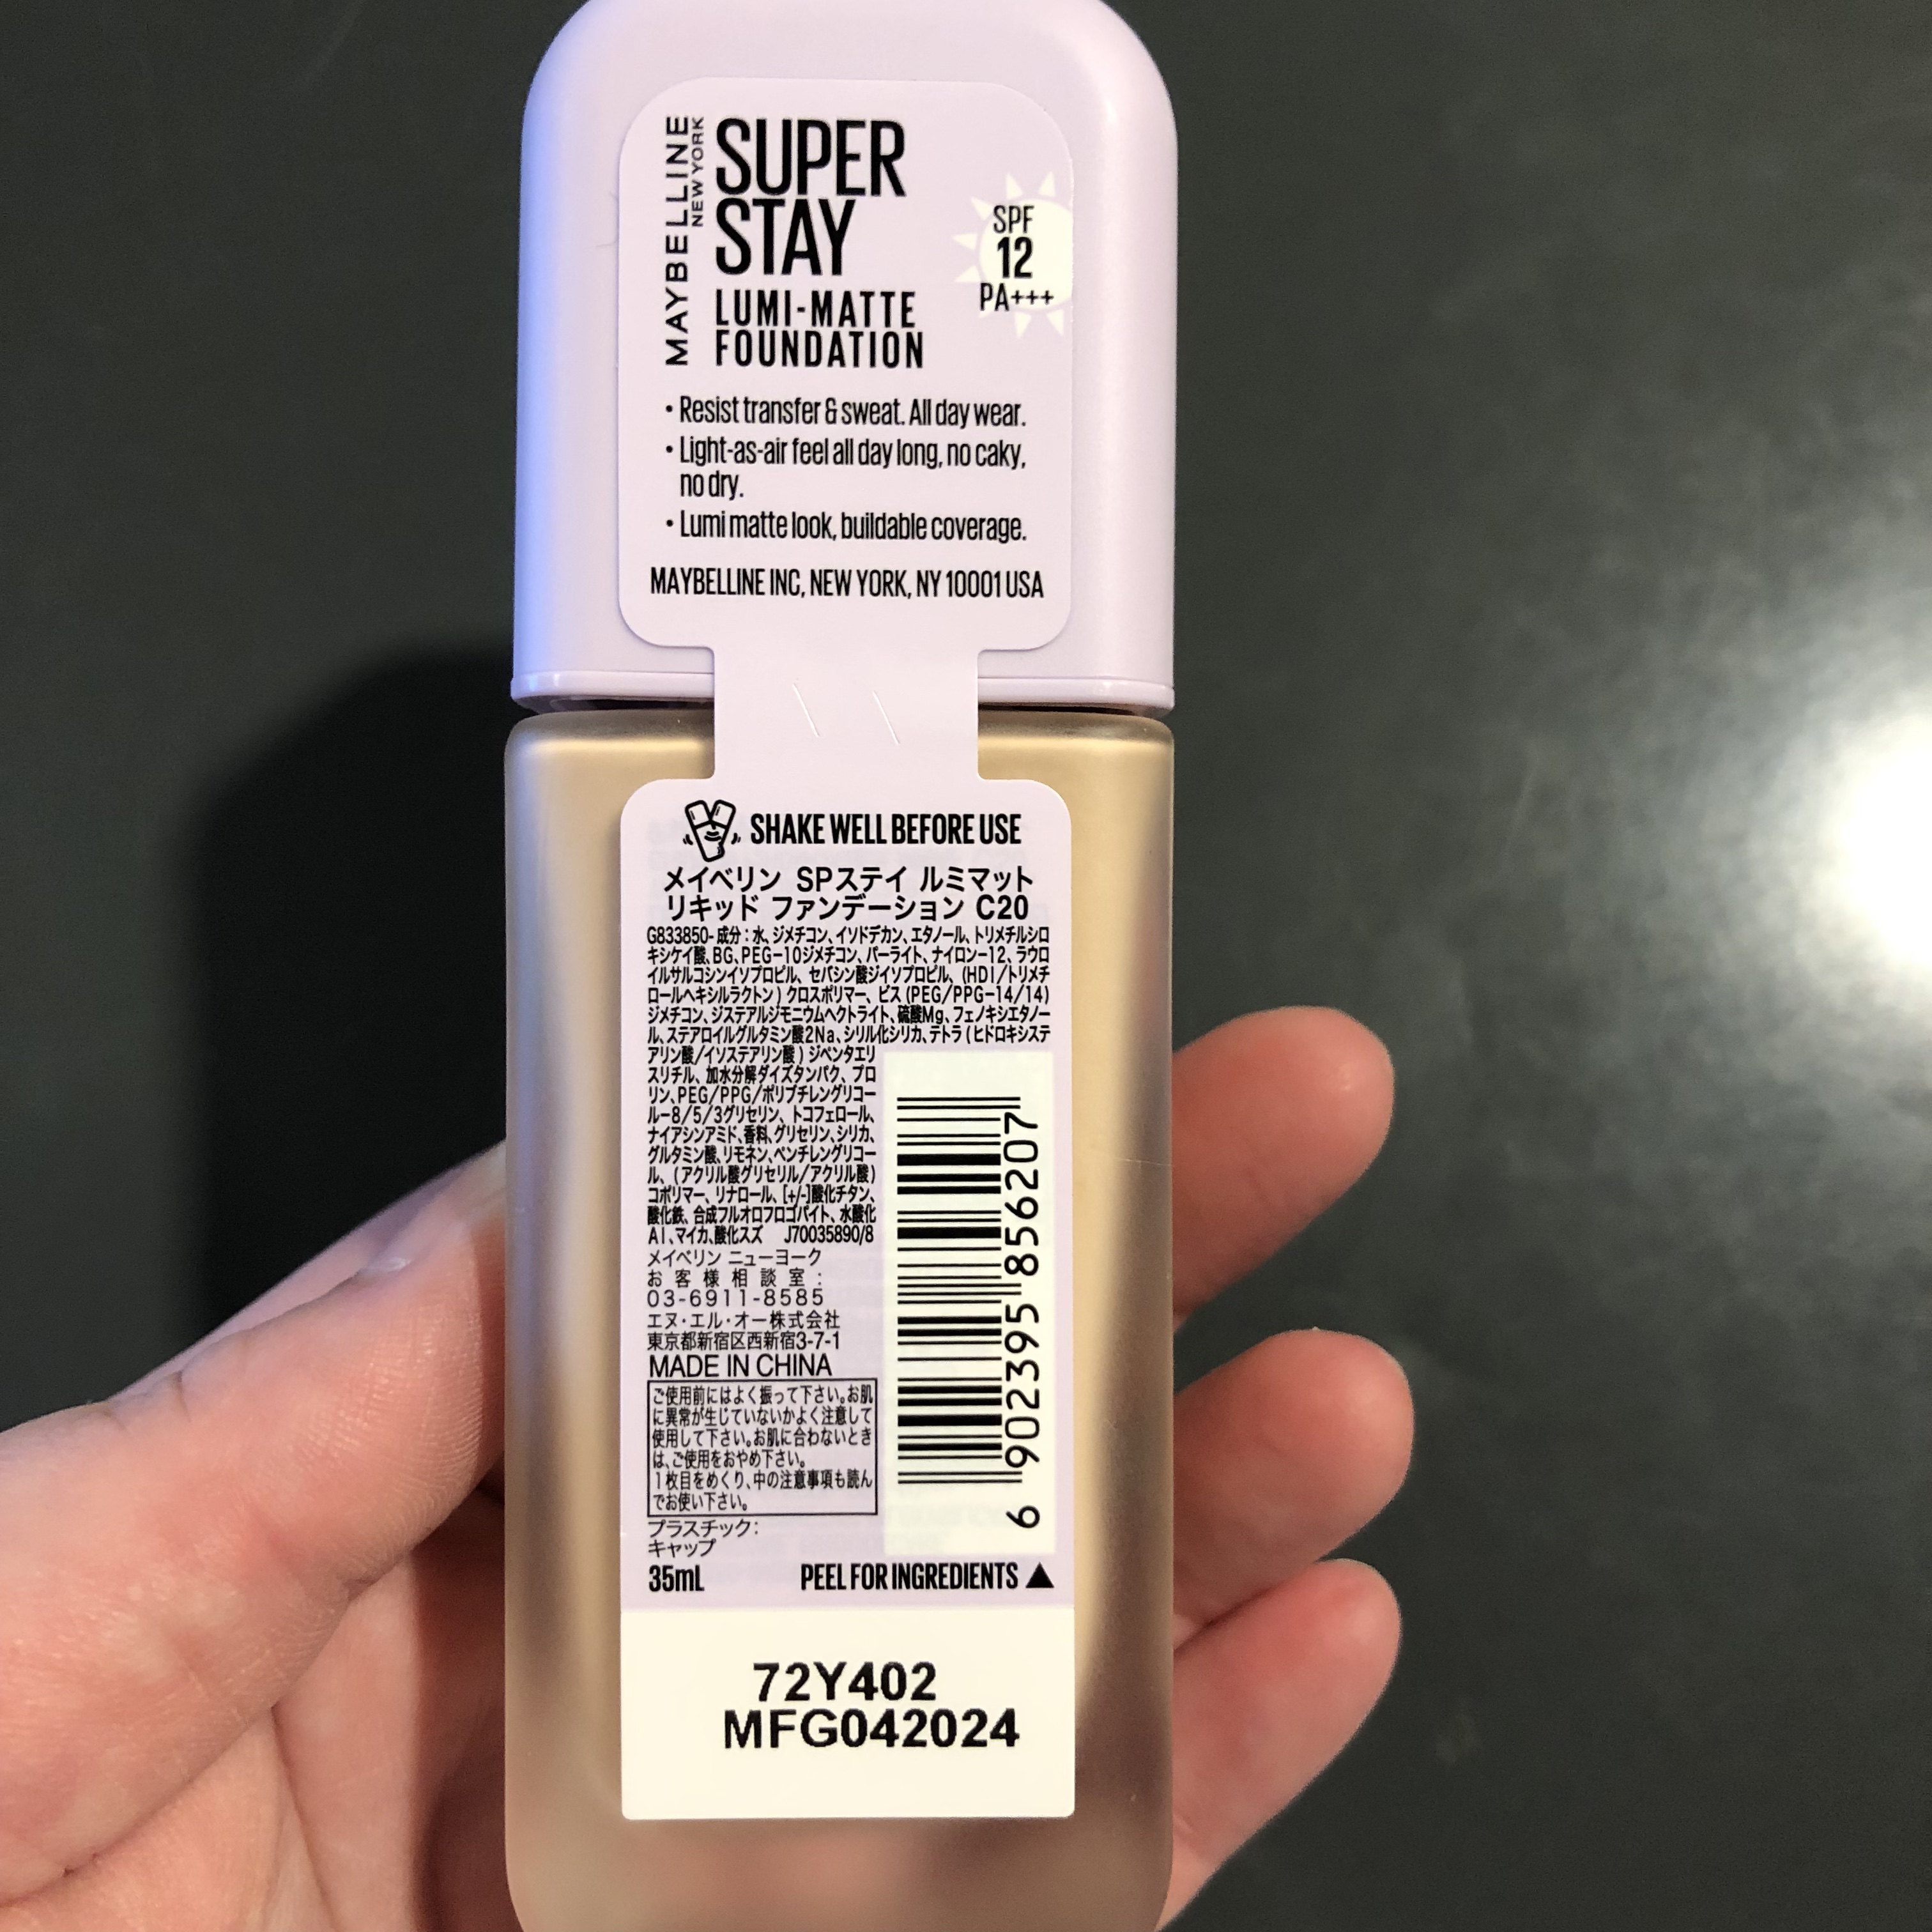 MAYBELLINE
NEW YORK
SUPER
STAY
LUMI-MATTE
FOUNDATION
SPF
12
PA+++
• Resist transfer & sweat. All day wear.
• Light-as-air feel all day long, no caky,
no dry.
• Lumi matte look, buildable coverage.
MAYBELLINE INC, NEW YORK, NY 10001 USA
SHAKE WELL BEFORE USE
メイベリン SPステイ ルミマット
リキッド ファンデーション C20
G833850- 成分：水、ジメチコン、イソドデカン、エタノール、トリメチルシロ
キシケイ酸、BG、PEG-10ジメチコン、パーライト、ナイロン-12、ラウロ
イルサルコシンイソプロピル、セバシン酸ジイソプロピル、(HDI/トリメチ
ロールヘキシルラクトン) クロスポリマー、ビス (PEG/PPG-14/14)
ジメチコン、ジステアルジモニウムヘクトライト、硫酸Mg、フェノキシエタノー
ル、ステアロイルグルタミン酸2Na、シリル化シリカ、テトラ (ヒドロキシステ
アリン酸/イソステアリン酸) ジペンタエリ
スリチル、加水分解ダイズタンパク、プロ
リン、PEG/PPG/ポリブチレングリコー
ル-8/5/3グリセリン、トコフェロール、
ナイアシンアミド、香料、グリセリン、シリカ、
グルタミン酸、リモネン、ペンチレングリコー
ル、(アクリル酸グリセリル/アクリル酸)
コポリマー、リナロール、[+/-]酸化チタン、
酸化鉄、合成フルオロフロゴパイト、水酸化
Al、マイカ、酸化スズ J70035890/8
メイベリン ニューヨーク
お客様相談室：
03-6911-8585
エヌ・エル・オー株式会社
東京都新宿区西新宿3-7-1
MADE IN CHINA
ご使用前にはよく振って下さい。お肌
に異常が生じていないかよく注意して
使用して下さい。お肌に合わないとき
は、ご使用をおやめ下さい。
1枚目をめくり、中の注意事項も読ん
でお使い下さい。
プラスチック：
キャップ
35mL
PEEL FOR INGREDIENTS ▲
6 902395 856207
72Y402
MFG042024